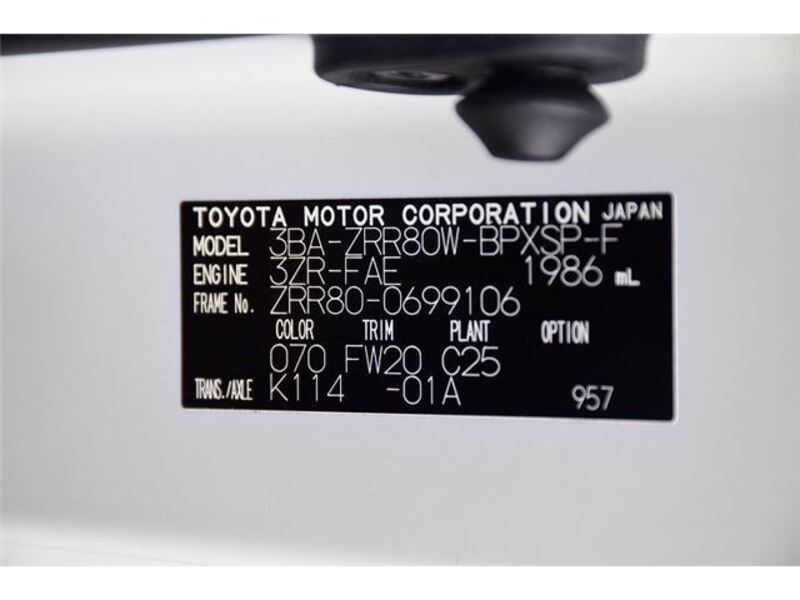 TOYOTA MOTOR CORPORATION JAPAN
MODEL 3BA-ZRR80W-BPXSP-F
ENGINE 3ZR-FAE 1986 mL
FRAME No. ZRR80-0699106
COLOR TRIM PLANT OPTION
070 FW20 C25
TRANS./AXLE K114 -01A 957